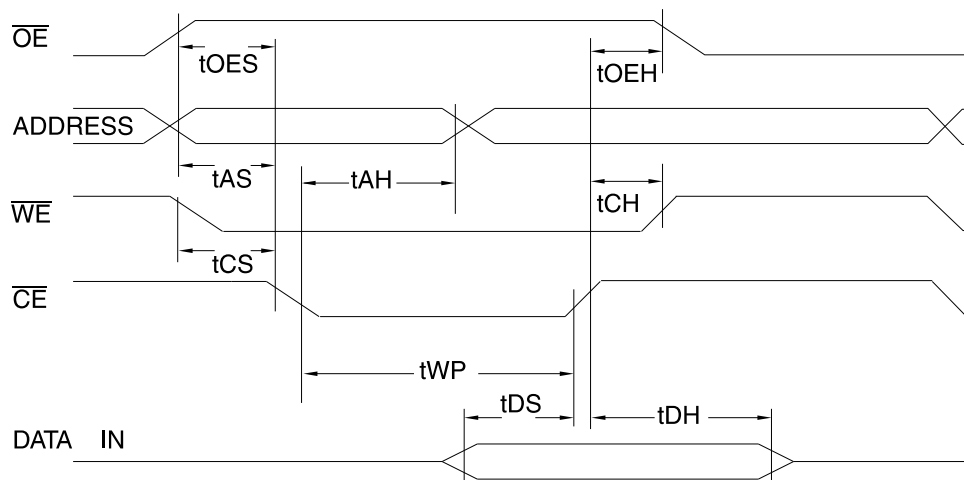 OE
tOES
tOEH
ADDRESS
tAS
tAH
tCH
WE
tCS
CE
tWP
tDS
tDH
DATA IN